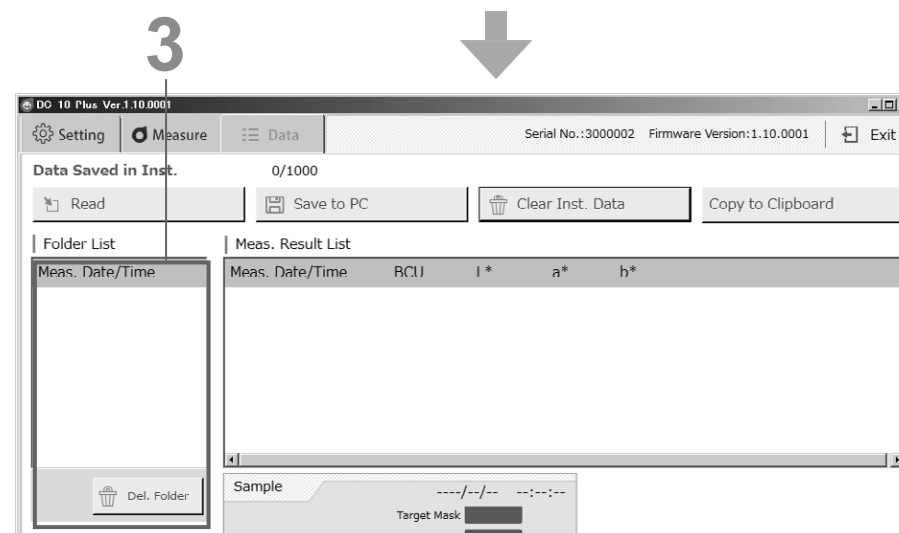 3
DC 10 Plus Ver.1.10.0001
Setting Measure Data Serial No.:3000002 Firmware Version:1.10.0001 Exit
Data Saved in Inst. 0/1000
Read Save to PC Clear Inst. Data Copy to Clipboard
Folder List Meas. Result List
Meas. Date/Time Meas. Date/Time BCU L* a* b*
Del. Folder Sample ----/--/-- --:--:--
Target Mask